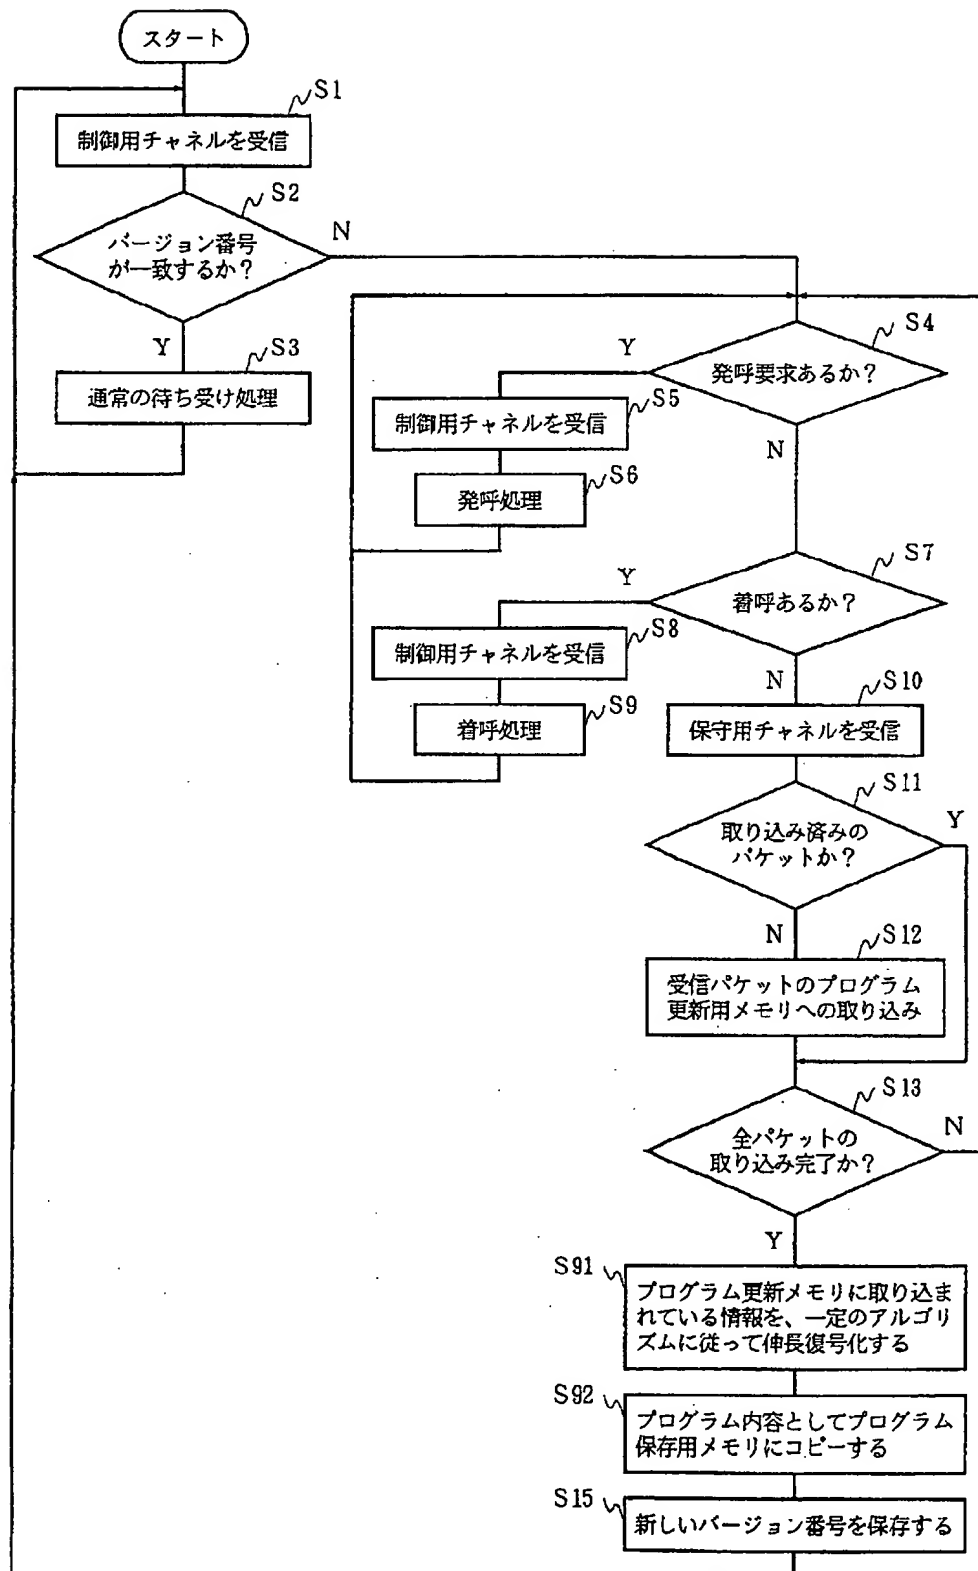 スタート
S1
制御用チャネルを受信
S2
バージョン番号
が一致するか？
N
Y
S3
通常の待ち受け処理
S4
発呼要求あるか？
Y
S5
制御用チャネルを受信
S6
発呼処理
N
S7
着呼あるか？
Y
S8
制御用チャネルを受信
S9
着呼処理
N
S10
保守用チャネルを受信
S11
取り込み済みの
パケットか？
Y
N
S12
受信パケットのプログラム
更新用メモリへの取り込み
S13
全パケットの
取り込み完了か？
N
Y
S91
プログラム更新メモリに取り込ま
れている情報を、一定のアルゴリ
ズムに従って伸長復号化する
S92
プログラム内容としてプログラム
保存用メモリにコピーする
S15
新しいバージョン番号を保存する